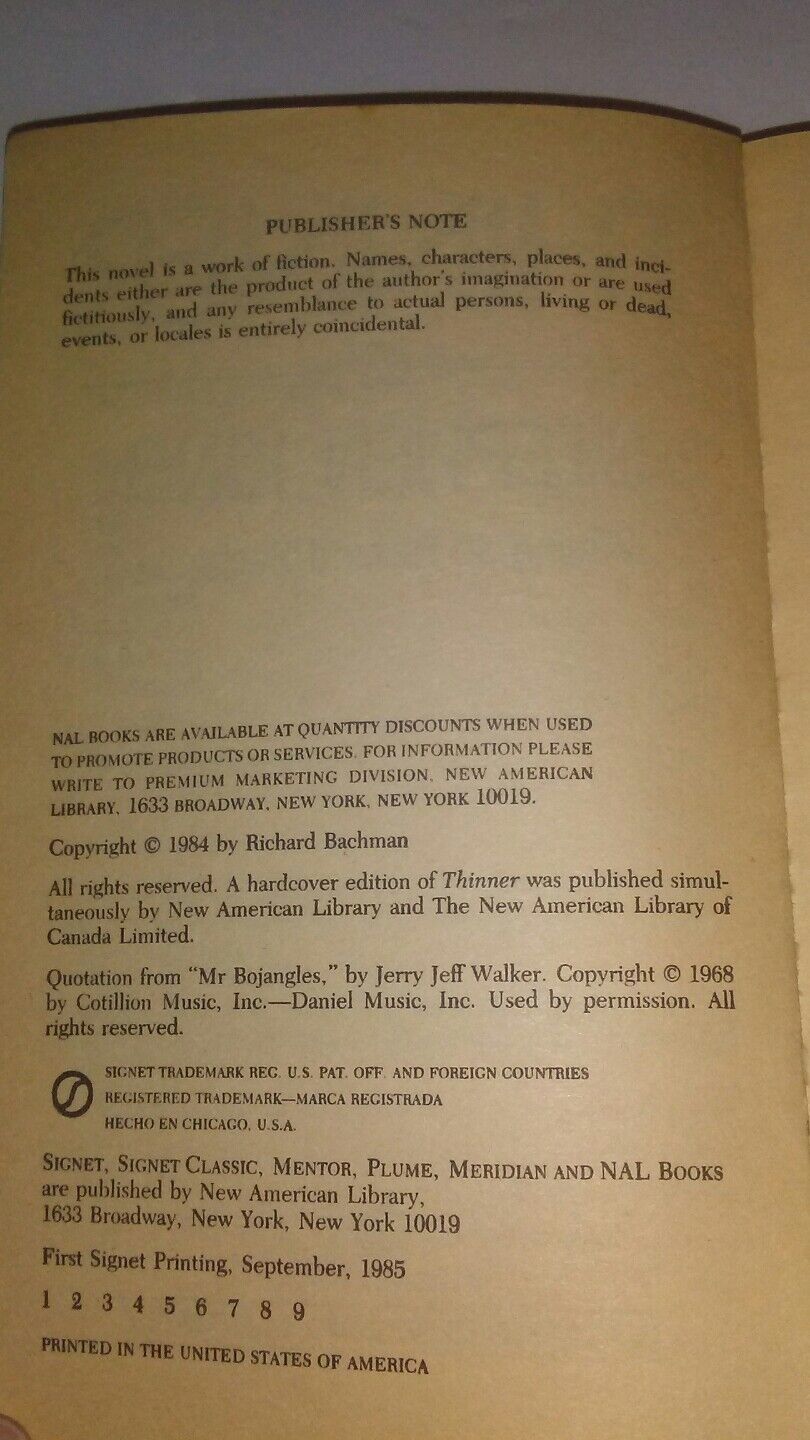 PUBLISHER'S NOTE
This novel is a work of fiction. Names, characters, places, and inci-
dents either are the product of the author's imagination or are used
fictitiously, and any resemblance to actual persons, living or dead,
events, or locales is entirely coincidental.
NAL BOOKS ARE AVAILABLE AT QUANTITY DISCOUNTS WHEN USED
TO PROMOTE PRODUCTS OR SERVICES. FOR INFORMATION PLEASE
WRITE TO PREMIUM MARKETING DIVISION, NEW AMERICAN
LIBRARY, 1633 BROADWAY, NEW YORK, NEW YORK 10019.
Copyright © 1984 by Richard Bachman
All rights reserved. A hardcover edition of Thinner was published simul-
taneously by New American Library and The New American Library of
Canada Limited.
Quotation from “Mr Bojangles,” by Jerry Jeff Walker. Copyright © 1968
by Cotillion Music, Inc.—Daniel Music, Inc. Used by permission. All
rights reserved.
SIGNET TRADEMARK REG. U.S. PAT. OFF. AND FOREIGN COUNTRIES
REGISTERED TRADEMARK—MARCA REGISTRADA
HECHO EN CHICAGO, U.S.A.
SIGNET, SIGNET CLASSIC, MENTOR, PLUME, MERIDIAN AND NAL BOOKS
are published by New American Library,
1633 Broadway, New York, New York 10019
First Signet Printing, September, 1985
1 2 3 4 5 6 7 8 9
PRINTED IN THE UNITED STATES OF AMERICA